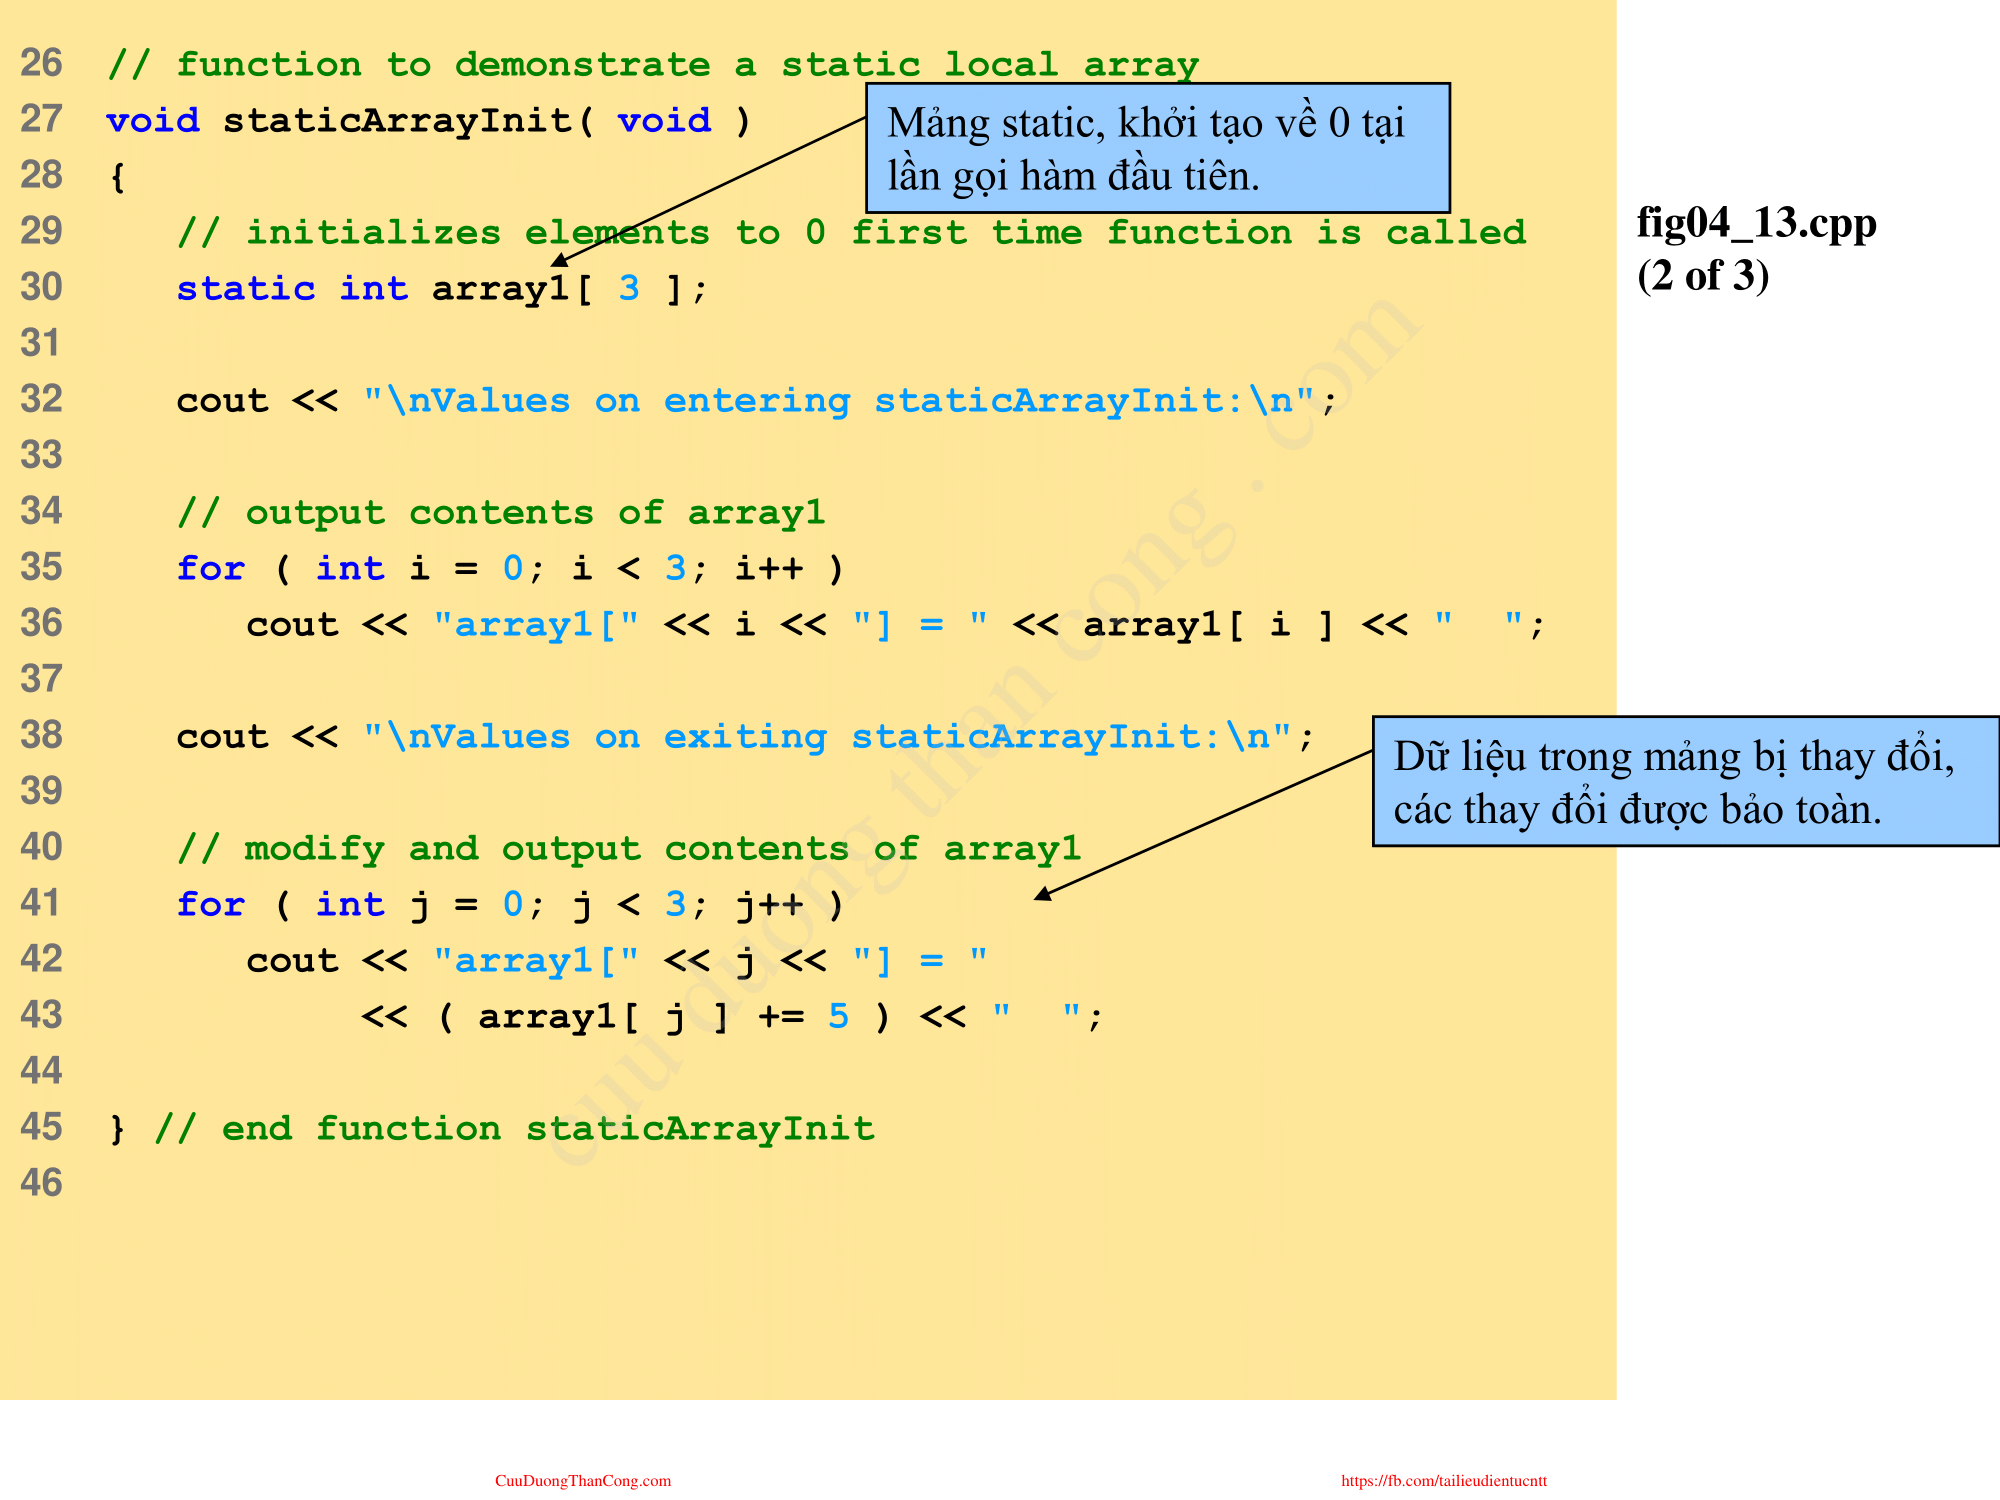 26 // function to demonstrate a static local array
27 void staticArrayInit( void )
28 {
29 // initializes elements to 0 first time function is called
30 static int array1[ 3 ];
31
32 cout << "\nValues on entering staticArrayInit:\n";
33
34 // output contents of array1
35 for ( int i = 0; i < 3; i++ )
36 cout << "array1[" << i << "] = " << array1[ i ] << "  ";
37
38 cout << "\nValues on exiting staticArrayInit:\n";
39
40 // modify and output contents of array1
41 for ( int j = 0; j < 3; j++ )
42 cout << "array1[" << j << "] = "
43 << ( array1[ j ] += 5 ) << "  ";
44
45 } // end function staticArrayInit
46
Mảng static, khởi tạo về 0 tại
lần gọi hàm đầu tiên.
fig04_13.cpp
(2 of 3)
Dữ liệu trong mảng bị thay đổi,
các thay đổi được bảo toàn.
cuu duong than cong . com
CuuDuongThanCong.com
https://fb.com/tailieudientucntt